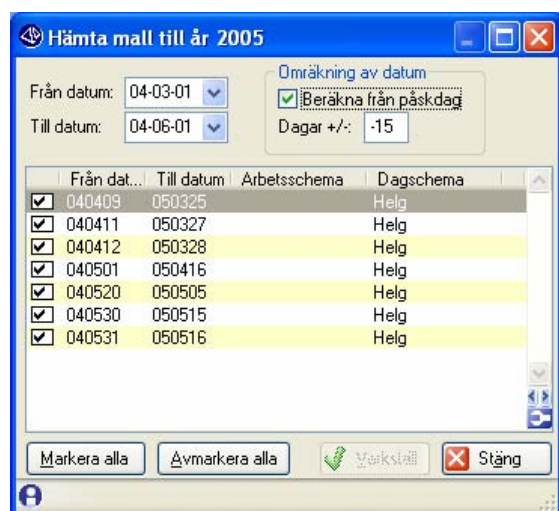 Hämta mall till år 2005
Omräkning av datum
Från datum: 04-03-01
Beräkna från påskdag
Till datum: 04-06-01
Dagar +/-: -15
Från dat... Till datum Arbetsschema Dagschema
040409 050325 Helg
040411 050327 Helg
040412 050328 Helg
040501 050416 Helg
040520 050505 Helg
040530 050515 Helg
040531 050516 Helg
Markera alla Avmarkera alla Verkställ Stäng